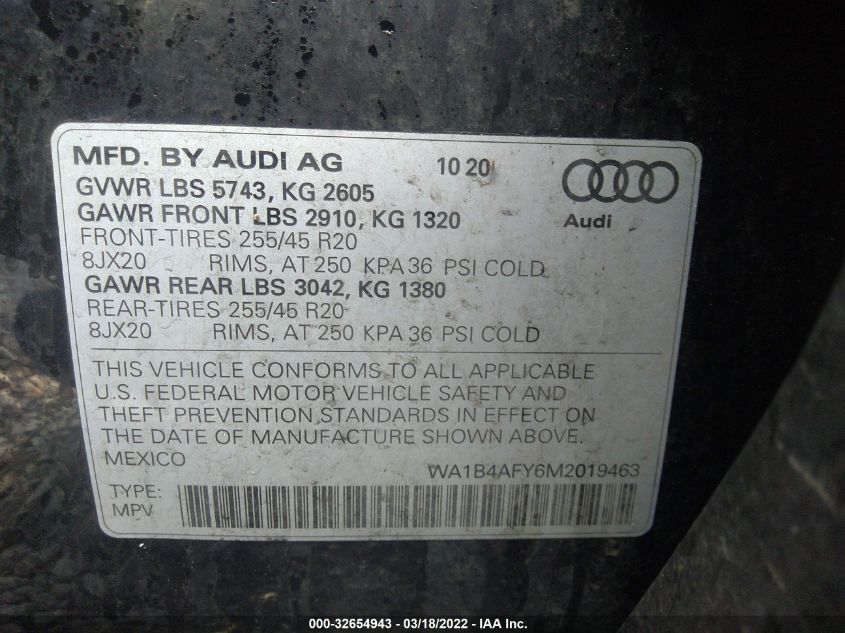 MFD. BY AUDI AG 10 20
GVWR LBS 5743, KG 2605
GAWR FRONT LBS 2910, KG 1320
Audi
FRONT-TIRES 255/45 R20
8JX20 RIMS, AT 250 KPA 36 PSI COLD
GAWR REAR LBS 3042, KG 1380
REAR-TIRES 255/45 R20
8JX20 RIMS, AT 250 KPA 36 PSI COLD
THIS VEHICLE CONFORMS TO ALL APPLICABLE
U.S. FEDERAL MOTOR VEHICLE SAFETY AND
THEFT PREVENTION STANDARDS IN EFFECT ON
THE DATE OF MANUFACTURE SHOWN ABOVE.
MEXICO WA1B4AFY6M2019463
TYPE:
MPV
000-32654943 - 03/18/2022 - IAA Inc.